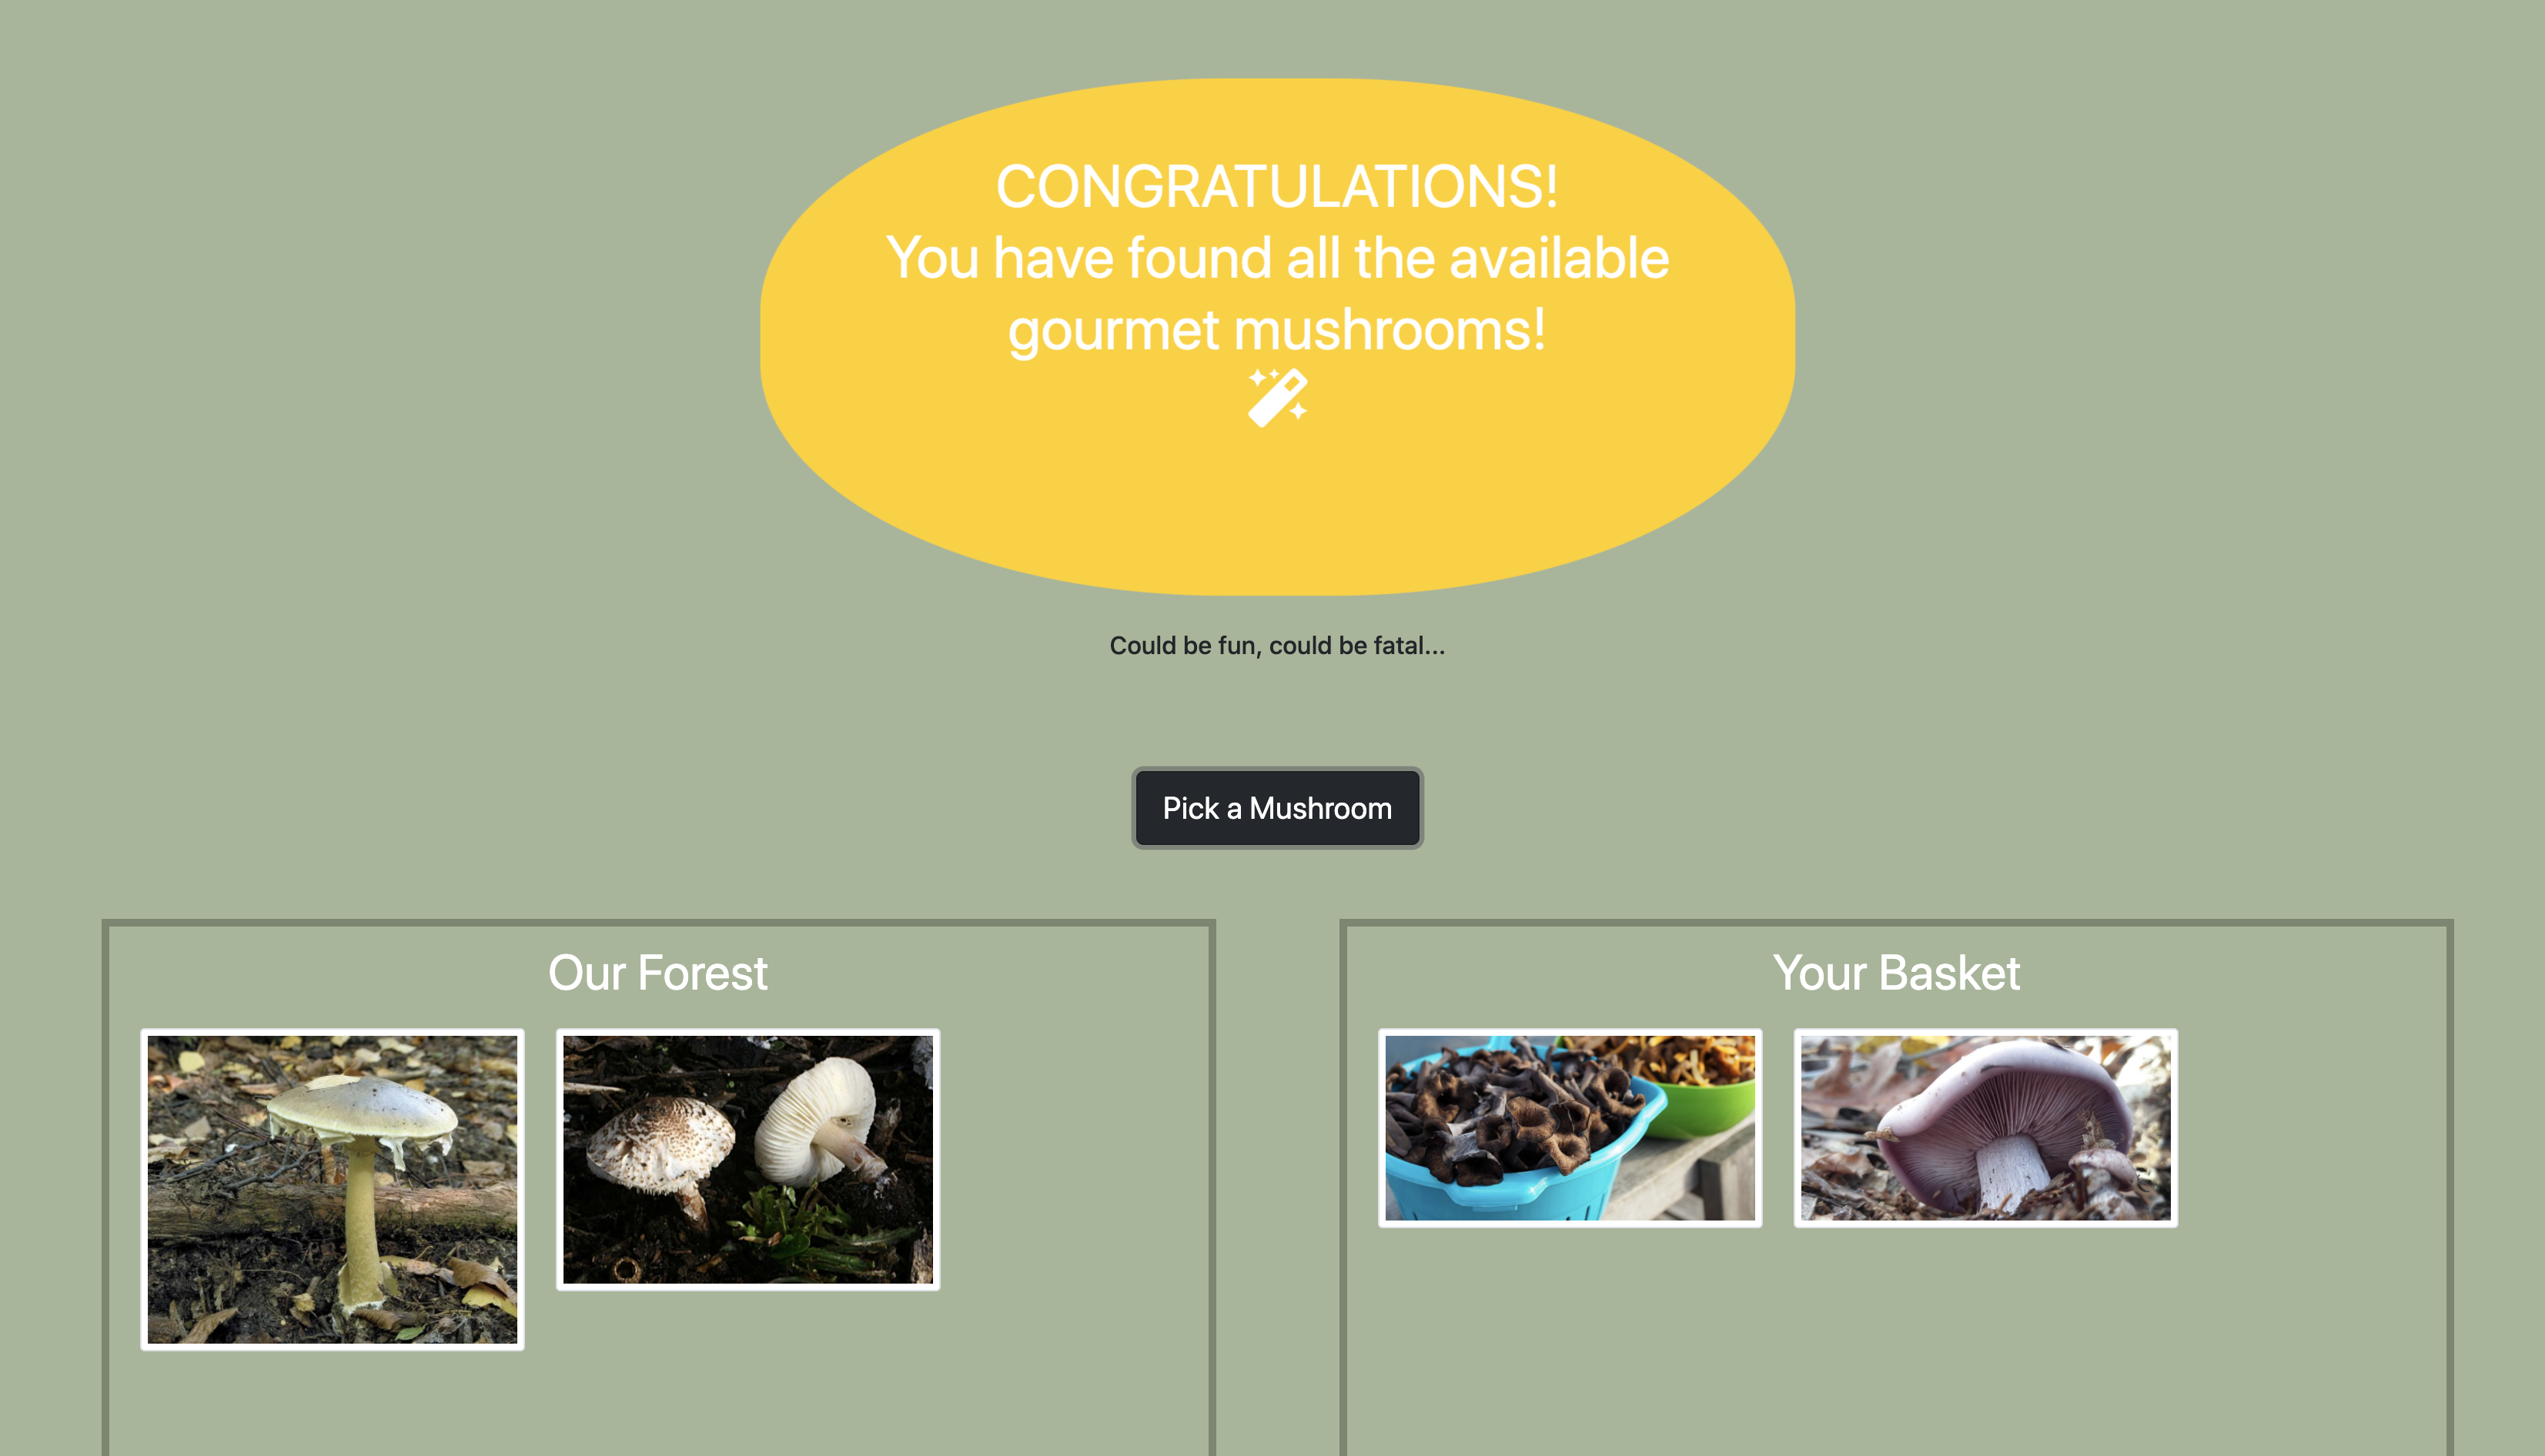 CONGRATULATIONS!
You have found all the available
gourmet mushrooms!
Could be fun, could be fatal...
Pick a Mushroom
Our Forest
Your Basket